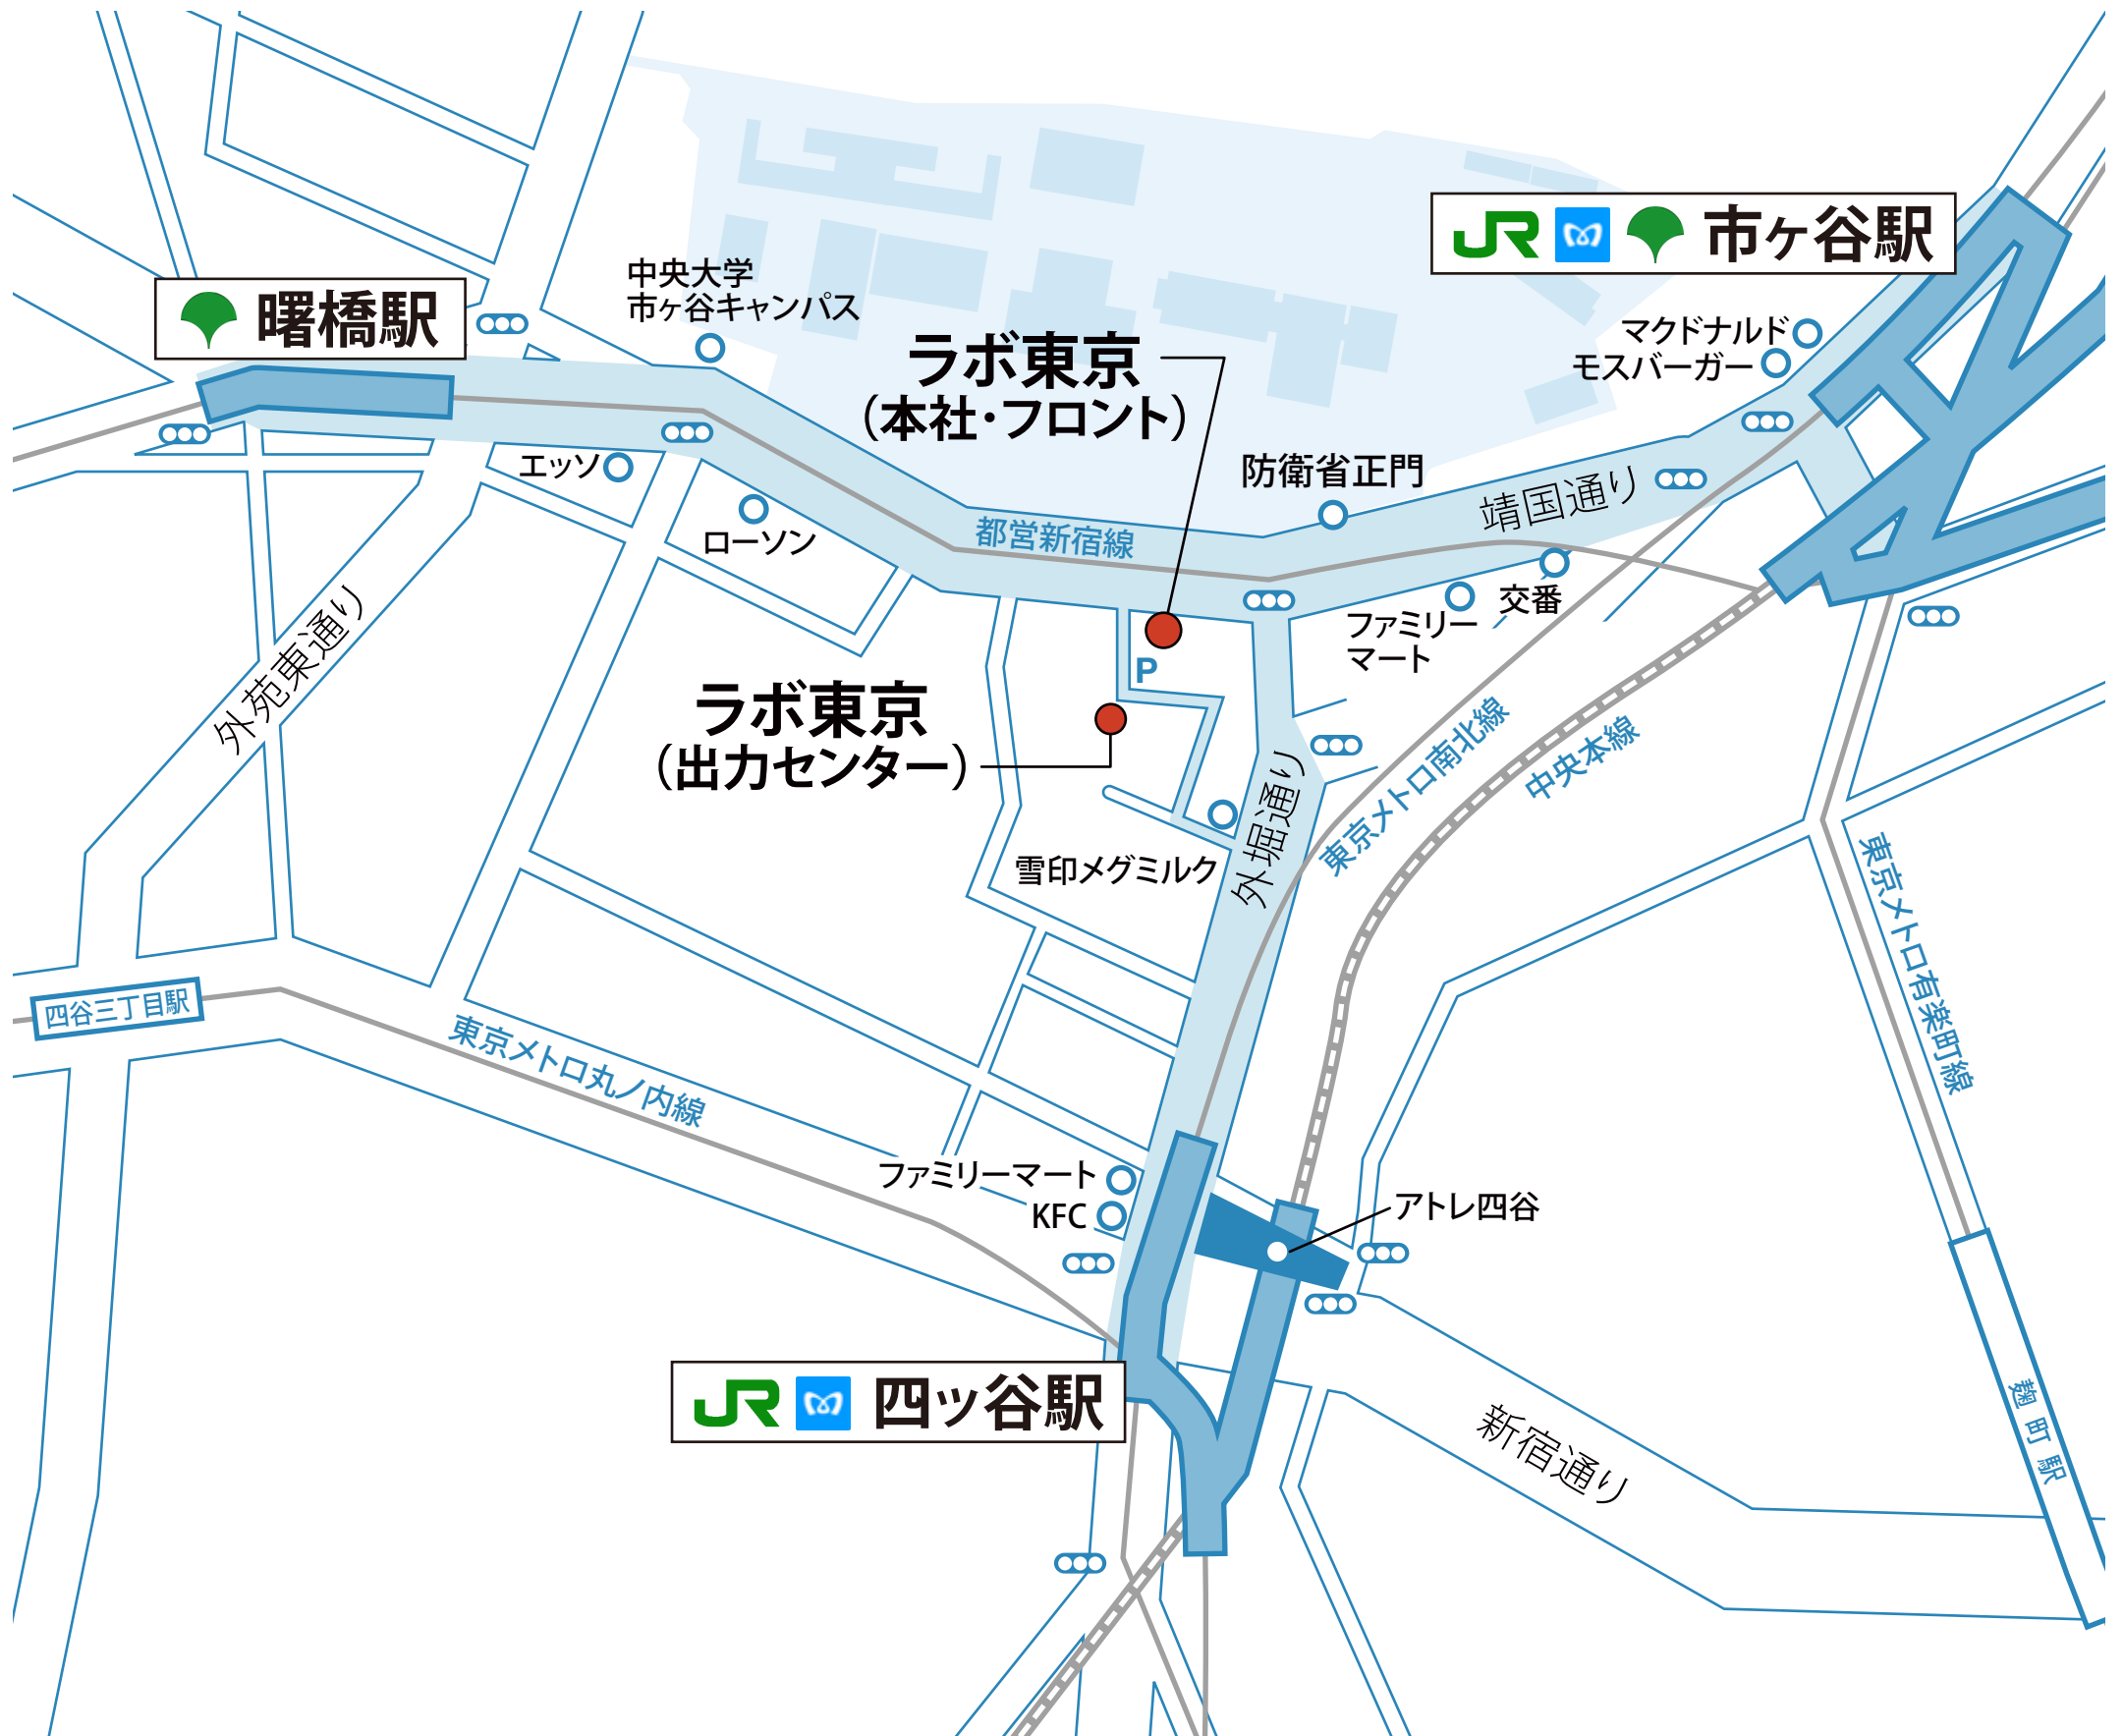 JR 市ヶ谷駅
中央大学
市ヶ谷キャンパス
曙橋駅
マクドナルド
モスバーガー
ラボ東京
(本社・フロント)
エッソ
防衛省正門
靖国通り
ローソン
都営新宿線
交番
ファミリー
マート
外苑東通り
P
ラボ東京
(出力センター)
東京メトロ南北線
中央本線
外堀通り
雪印メグミルク
東京メトロ有楽町線
四谷三丁目駅
東京メトロ丸ノ内線
ファミリーマート
KFC
アトレ四谷
JR 四ッ谷駅
新宿通り
麹町駅